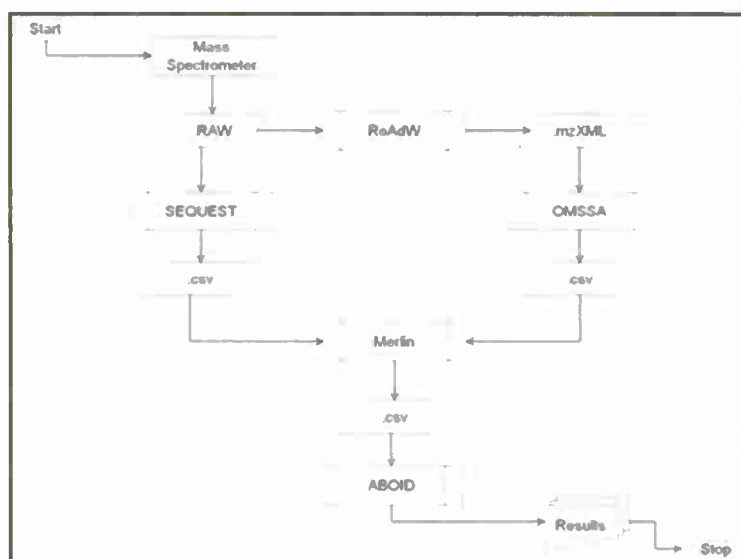 Start
Mass
Spectrometer
RAW
ReAdW
.mzXML
SEQUEST
OMSSA
.csv
.csv
Merlin
.csv
ABOID
Results
Stop